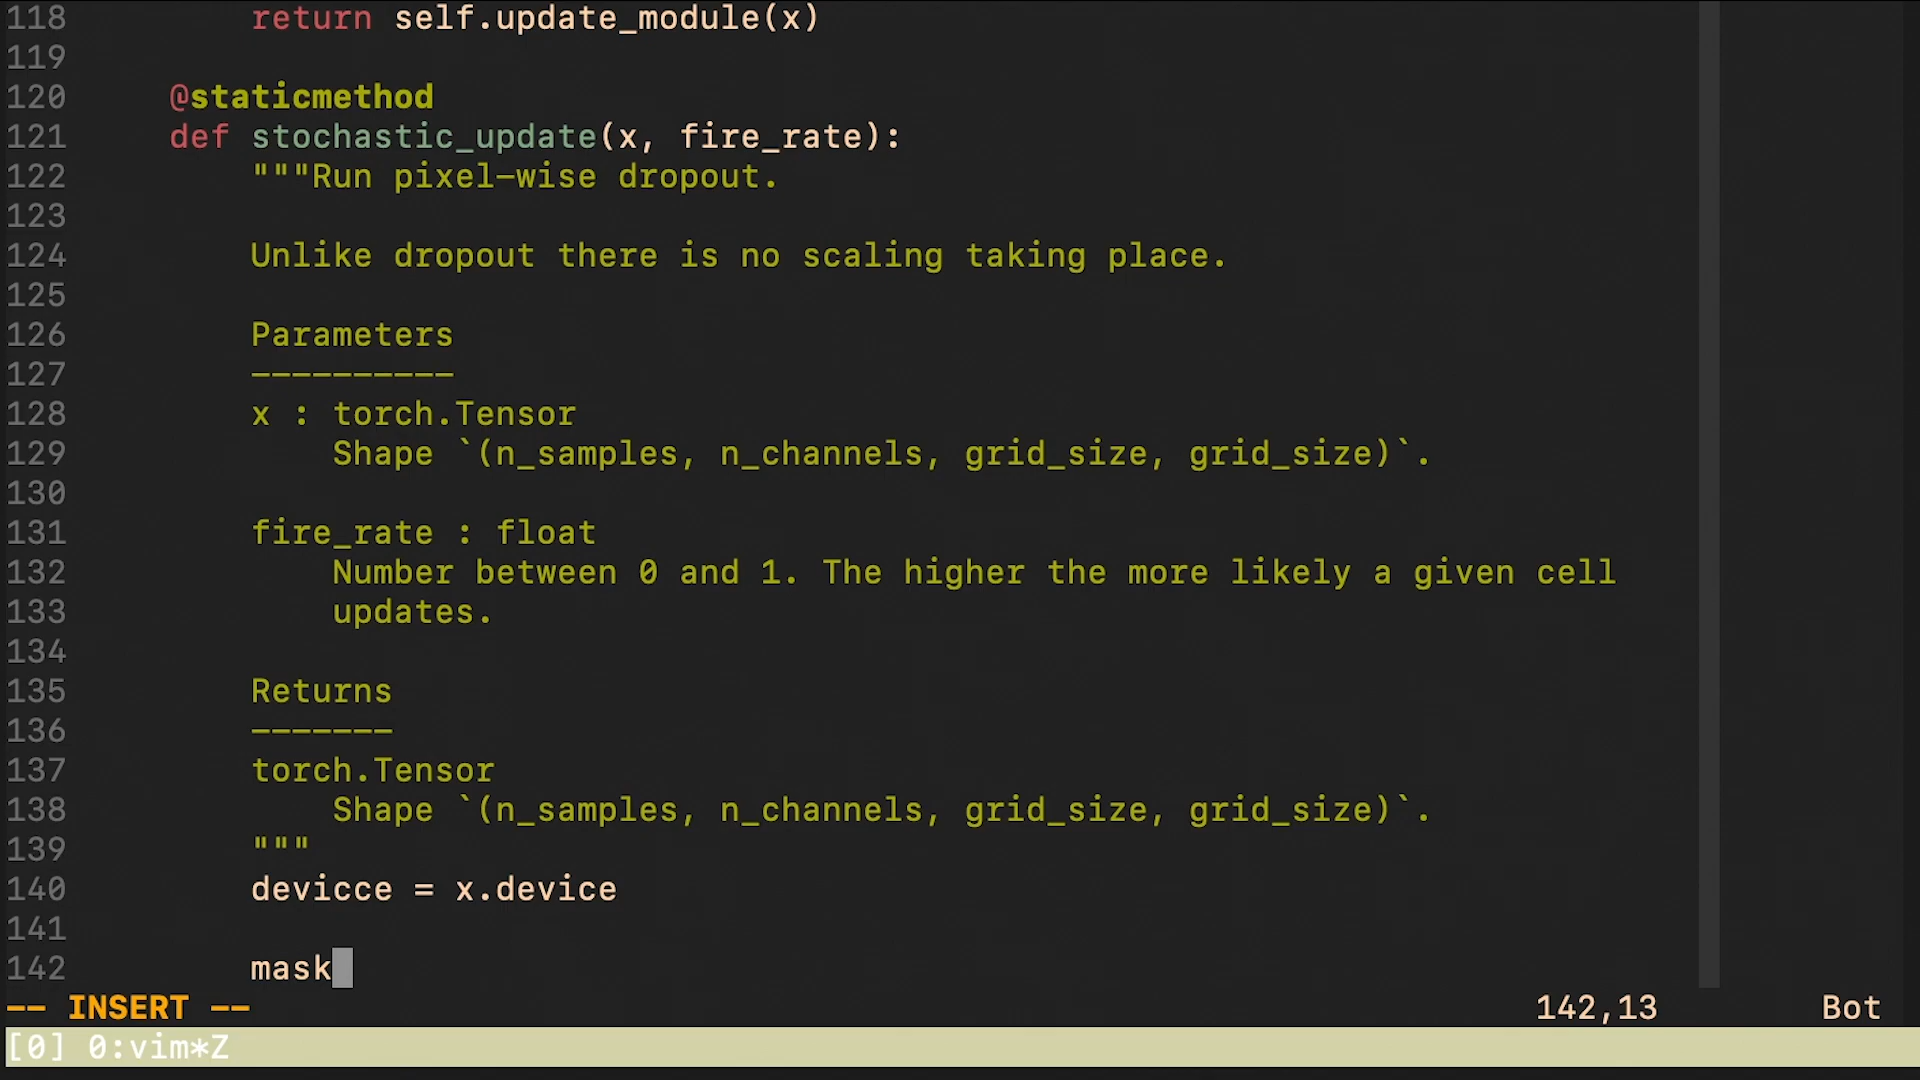 118         return self.update_module(x)
119
120     @staticmethod
121     def stochastic_update(x, fire_rate):
122         """Run pixel-wise dropout.
123
124         Unlike dropout there is no scaling taking place.
125
126         Parameters
127         ----------
128         x : torch.Tensor
129             Shape `(n_samples, n_channels, grid_size, grid_size)`.
130
131         fire_rate : float
132             Number between 0 and 1. The higher the more likely a given cell
133             updates.
134
135         Returns
136         -------
137         torch.Tensor
138             Shape `(n_samples, n_channels, grid_size, grid_size)`.
139         """
140         devicce = x.device
141
142         mask
-- INSERT -- 142,13 Bot
[0] 0:vim*Z